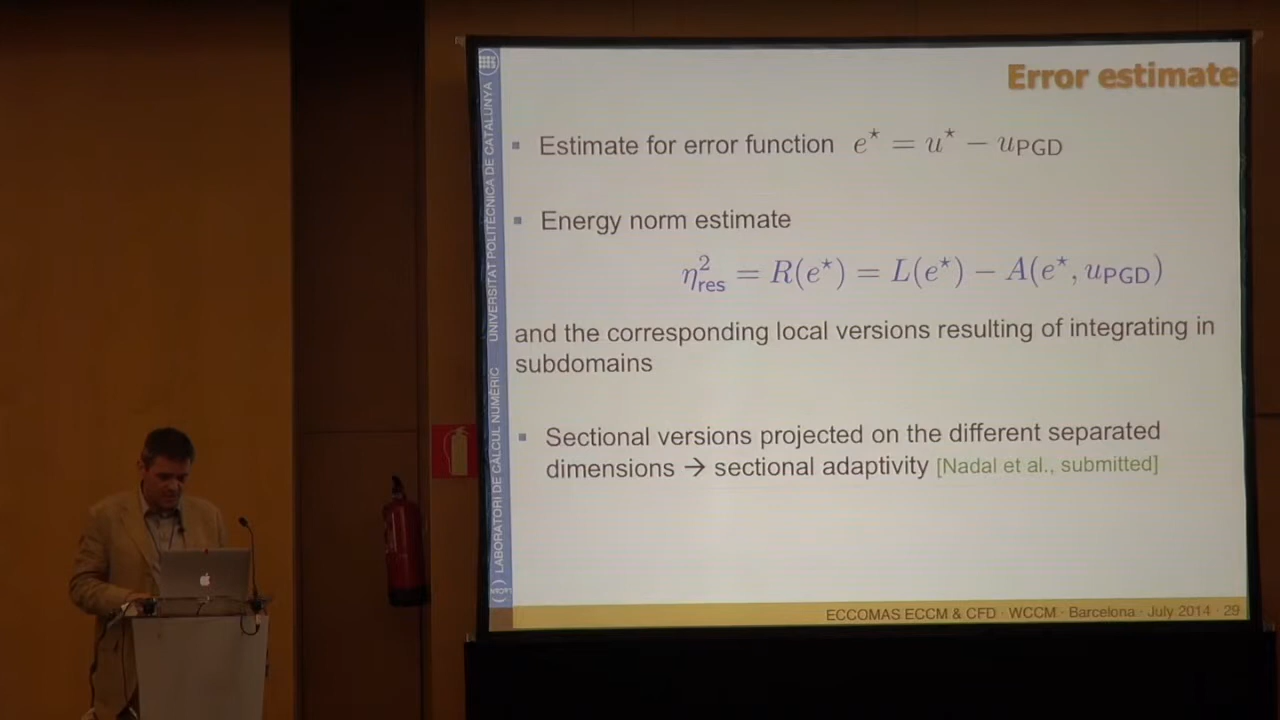 Error estimate
▪ Estimate for error function e* = u* − uPGD
▪ Energy norm estimate
η²res = R(e*) = L(e*) − A(e*, uPGD)
and the corresponding local versions resulting of integrating in
subdomains
▪ Sectional versions projected on the different separated
dimensions → sectional adaptivity [Nadal et al., submitted]
LABORATORI DE CÀLCUL NUMÈRIC UNIVERSITAT POLITÈCNICA DE CATALUNYA
ECCOMAS ECCM & CFD · WCCM · Barcelona · July 2014 · 29